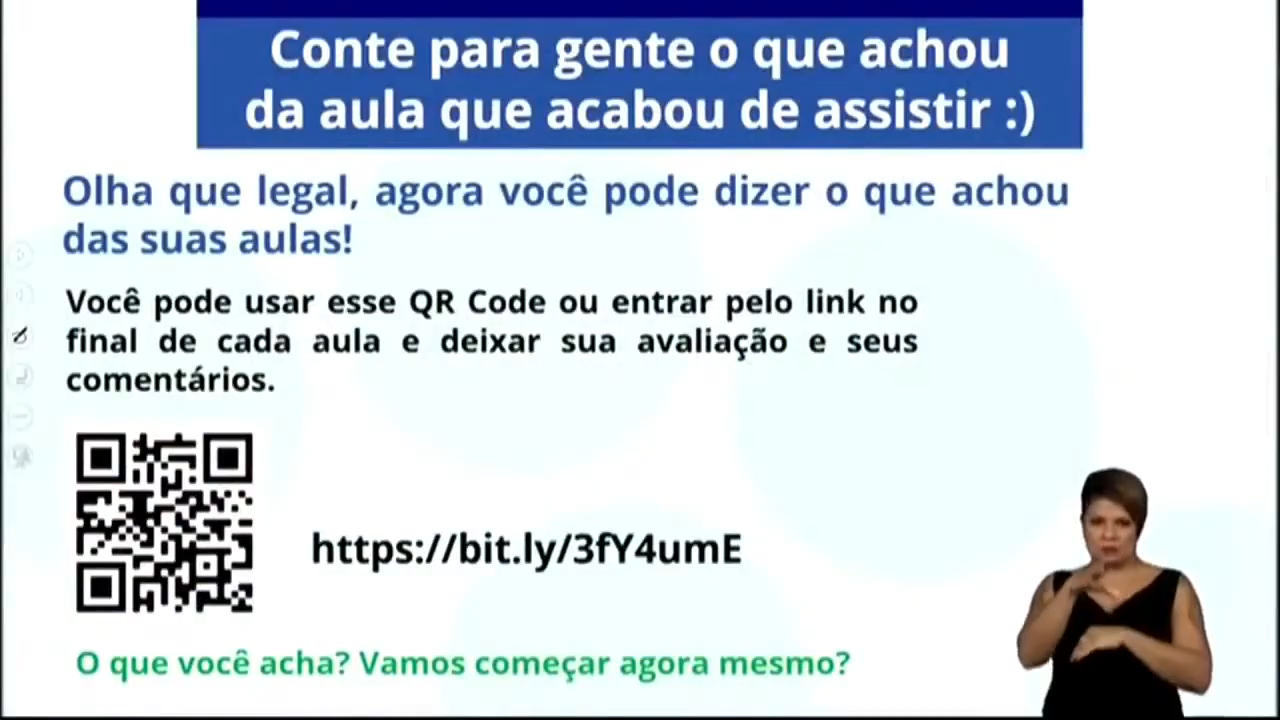 Conte para gente o que achou
da aula que acabou de assistir :)
Olha que legal, agora você pode dizer o que achou
das suas aulas!
Você pode usar esse QR Code ou entrar pelo link no
final de cada aula e deixar sua avaliação e seus
comentários.
https://bit.ly/3fY4umE
O que você acha? Vamos começar agora mesmo?